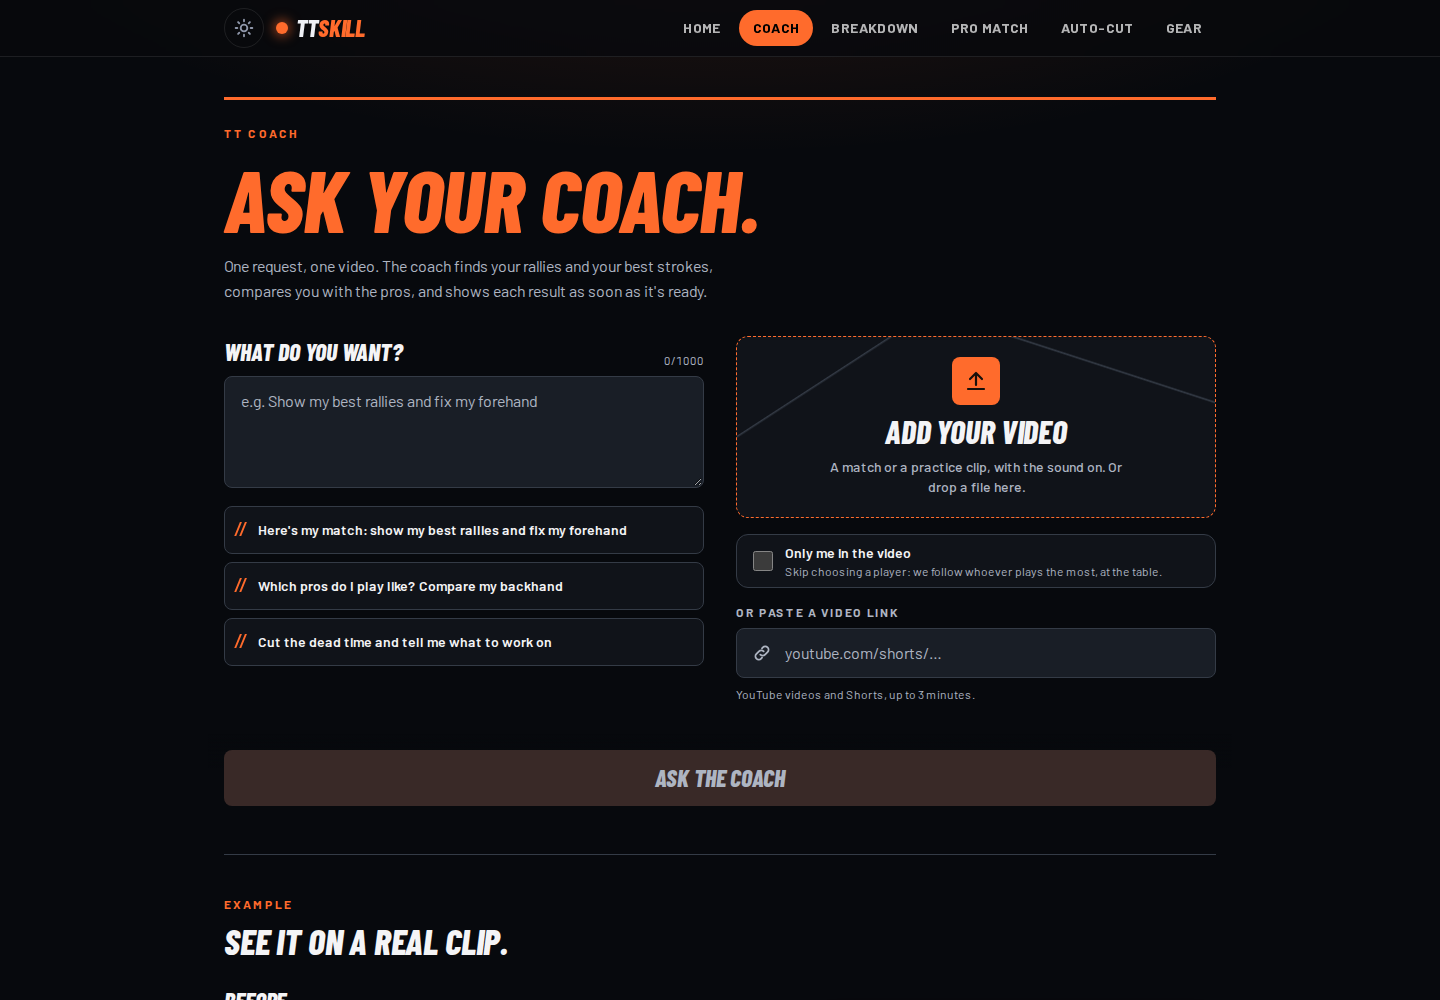 TTSKILL
HOME COACH BREAKDOWN PRO MATCH AUTO-CUT GEAR
TT COACH
ASK YOUR COACH.
One request, one video. The coach finds your rallies and your best strokes,
compares you with the pros, and shows each result as soon as it's ready.
WHAT DO YOU WANT?
0/1000
e.g. Show my best rallies and fix my forehand
// Here's my match: show my best rallies and fix my forehand
// Which pros do I play like? Compare my backhand
// Cut the dead time and tell me what to work on
ADD YOUR VIDEO
A match or a practice clip, with the sound on. Or
drop a file here.
Only me in the video
Skip choosing a player: we follow whoever plays the most, at the table.
OR PASTE A VIDEO LINK
youtube.com/shorts/...
YouTube videos and Shorts, up to 3 minutes.
ASK THE COACH
EXAMPLE
SEE IT ON A REAL CLIP.
BEFORE